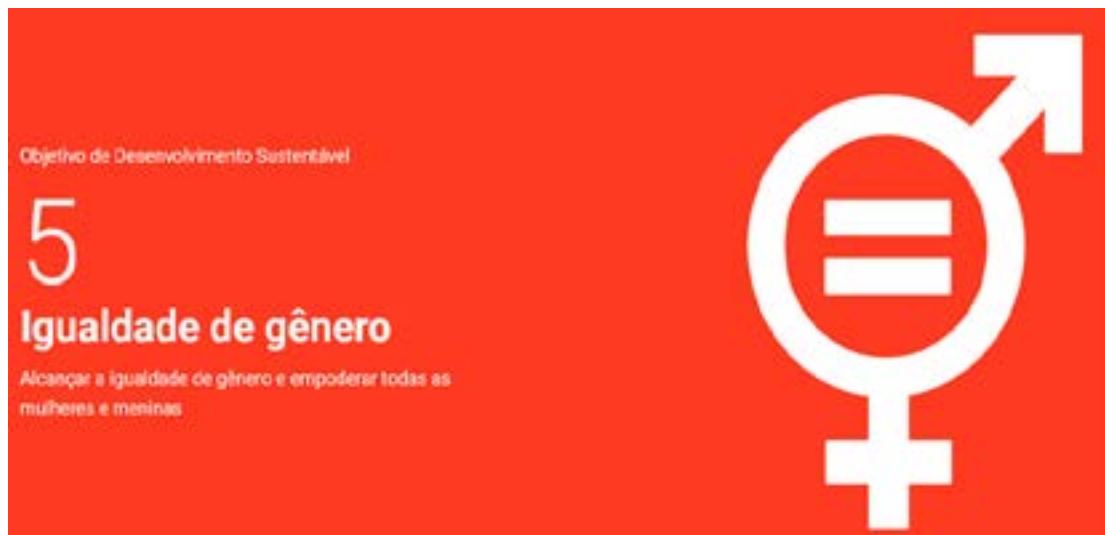 Objetivo de Desenvolvimento Sustentável
5
Igualdade de gênero
Alcançar a igualdade de gênero e empoderar todas as
mulheres e meninas